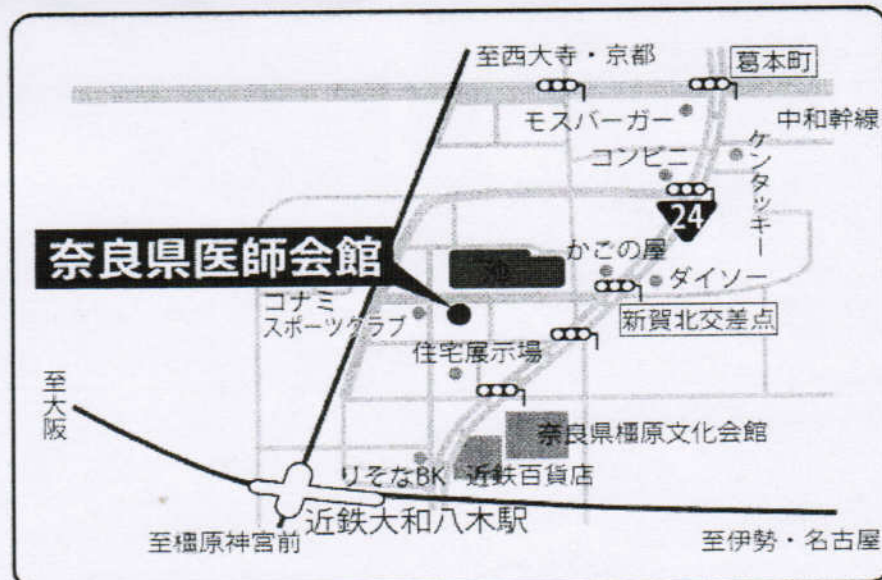 至西大寺・京都
葛本町
モスバーガー
中和幹線
コンビニ
ケンタッキー
24
奈良県医師会館
池
かごの屋
ダイソー
コナミ
スポーツクラブ
新賀北交差点
住宅展示場
至大阪
奈良県橿原文化会館
りそなBK
近鉄百貨店
近鉄大和八木駅
至橿原神宮前
至伊勢・名古屋